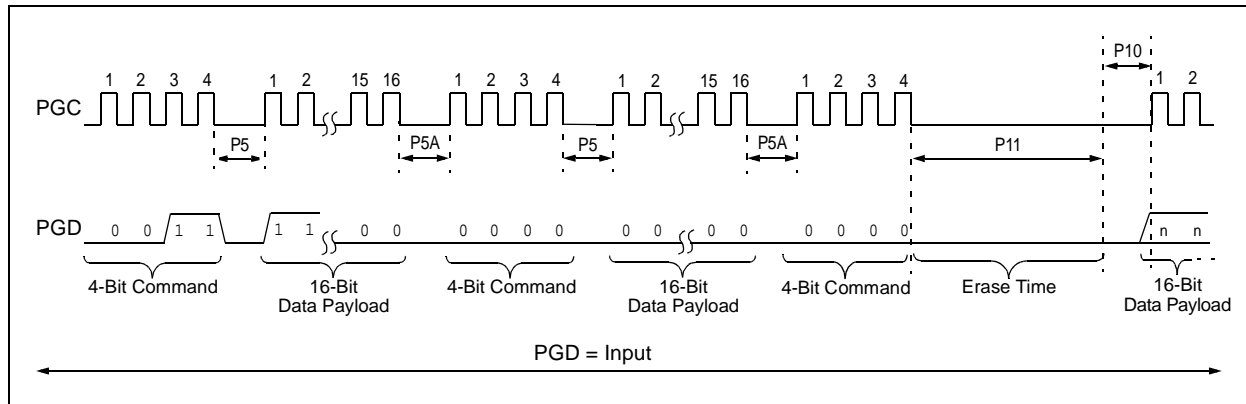 P10
1 2 3 4 1 2 15 16 1 2 3 4 1 2 15 16 1 2 3 4 1 2
PGC
P5 P5A P5 P5A P11
PGD 0 0 1 1 1 1 0 0 0 0 0 0 0 0 0 0 0 0 0 0 n n
4-Bit Command 16-Bit 4-Bit Command 16-Bit 4-Bit Command Erase Time 16-Bit
Data Payload Data Payload Data Payload
PGD = Input